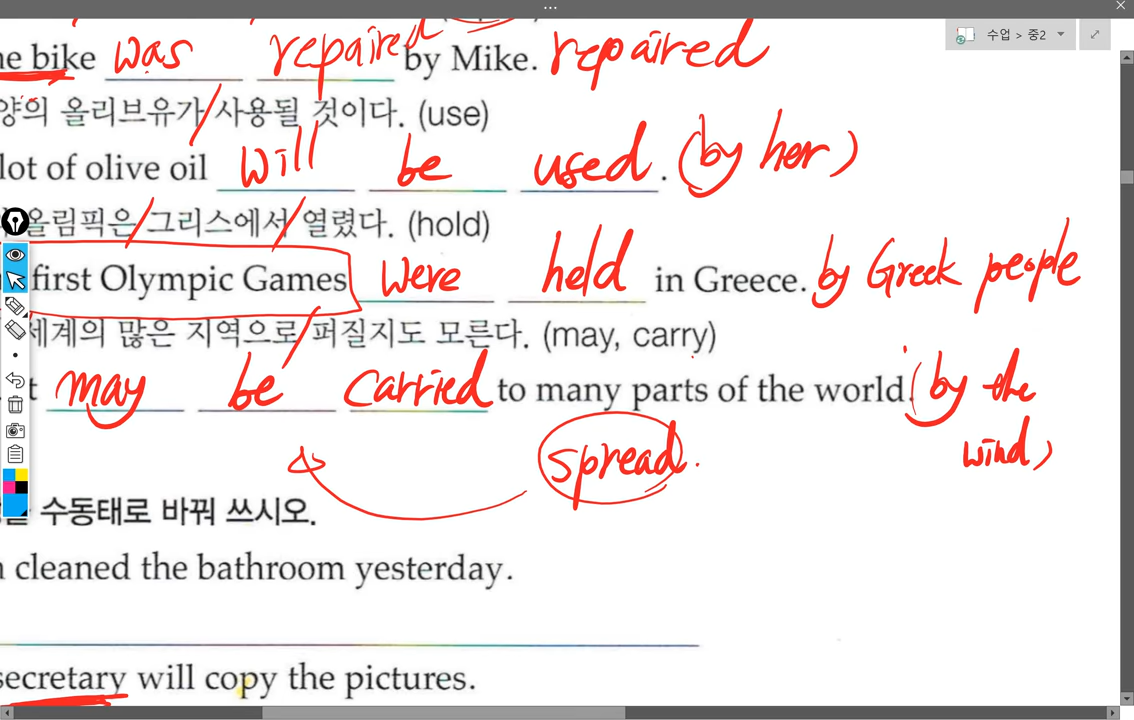 수업 > 중2
he bike was repaired by Mike. repaired
양의 올리브유가 / 사용될 것이다. (use)
lot of olive oil will be used. (by her)
올림픽은 / 그리스에서 / 열렸다. (hold)
first Olympic Games were held in Greece. by Greek people
세계의 많은 지역으로 / 퍼질지도 모른다. (may, carry)
t may be carried to many parts of the world. (by the wind)
spread.
수동태로 바꿔 쓰시오.
cleaned the bathroom yesterday.
secretary will copy the pictures.